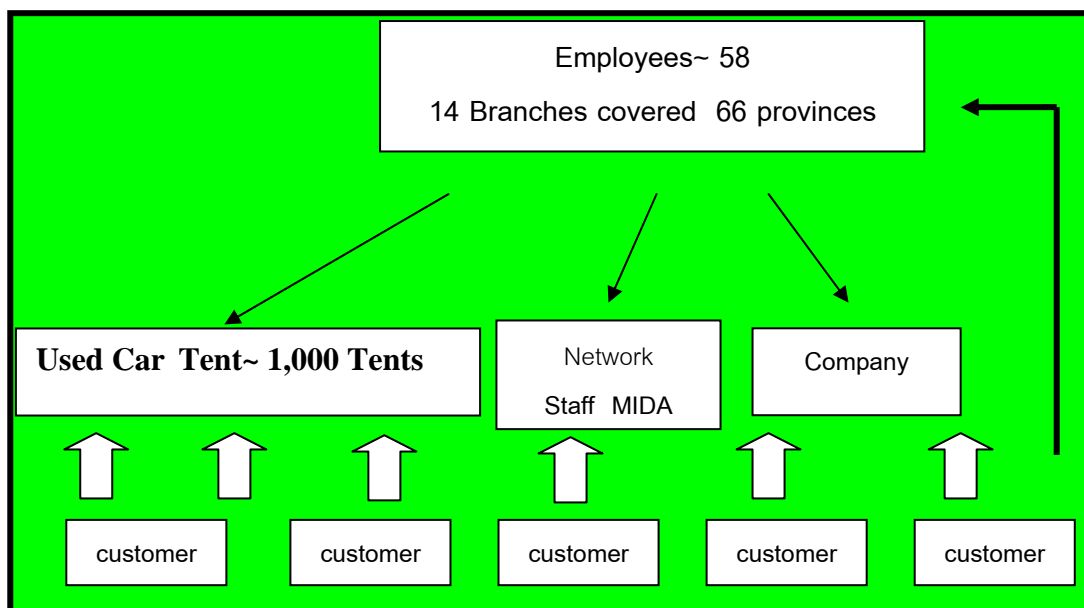 Employees~ 58
14 Branches covered 66 provinces
Used Car Tent~ 1,000 Tents
Network
Staff MIDA
Company
customer
customer
customer
customer
customer